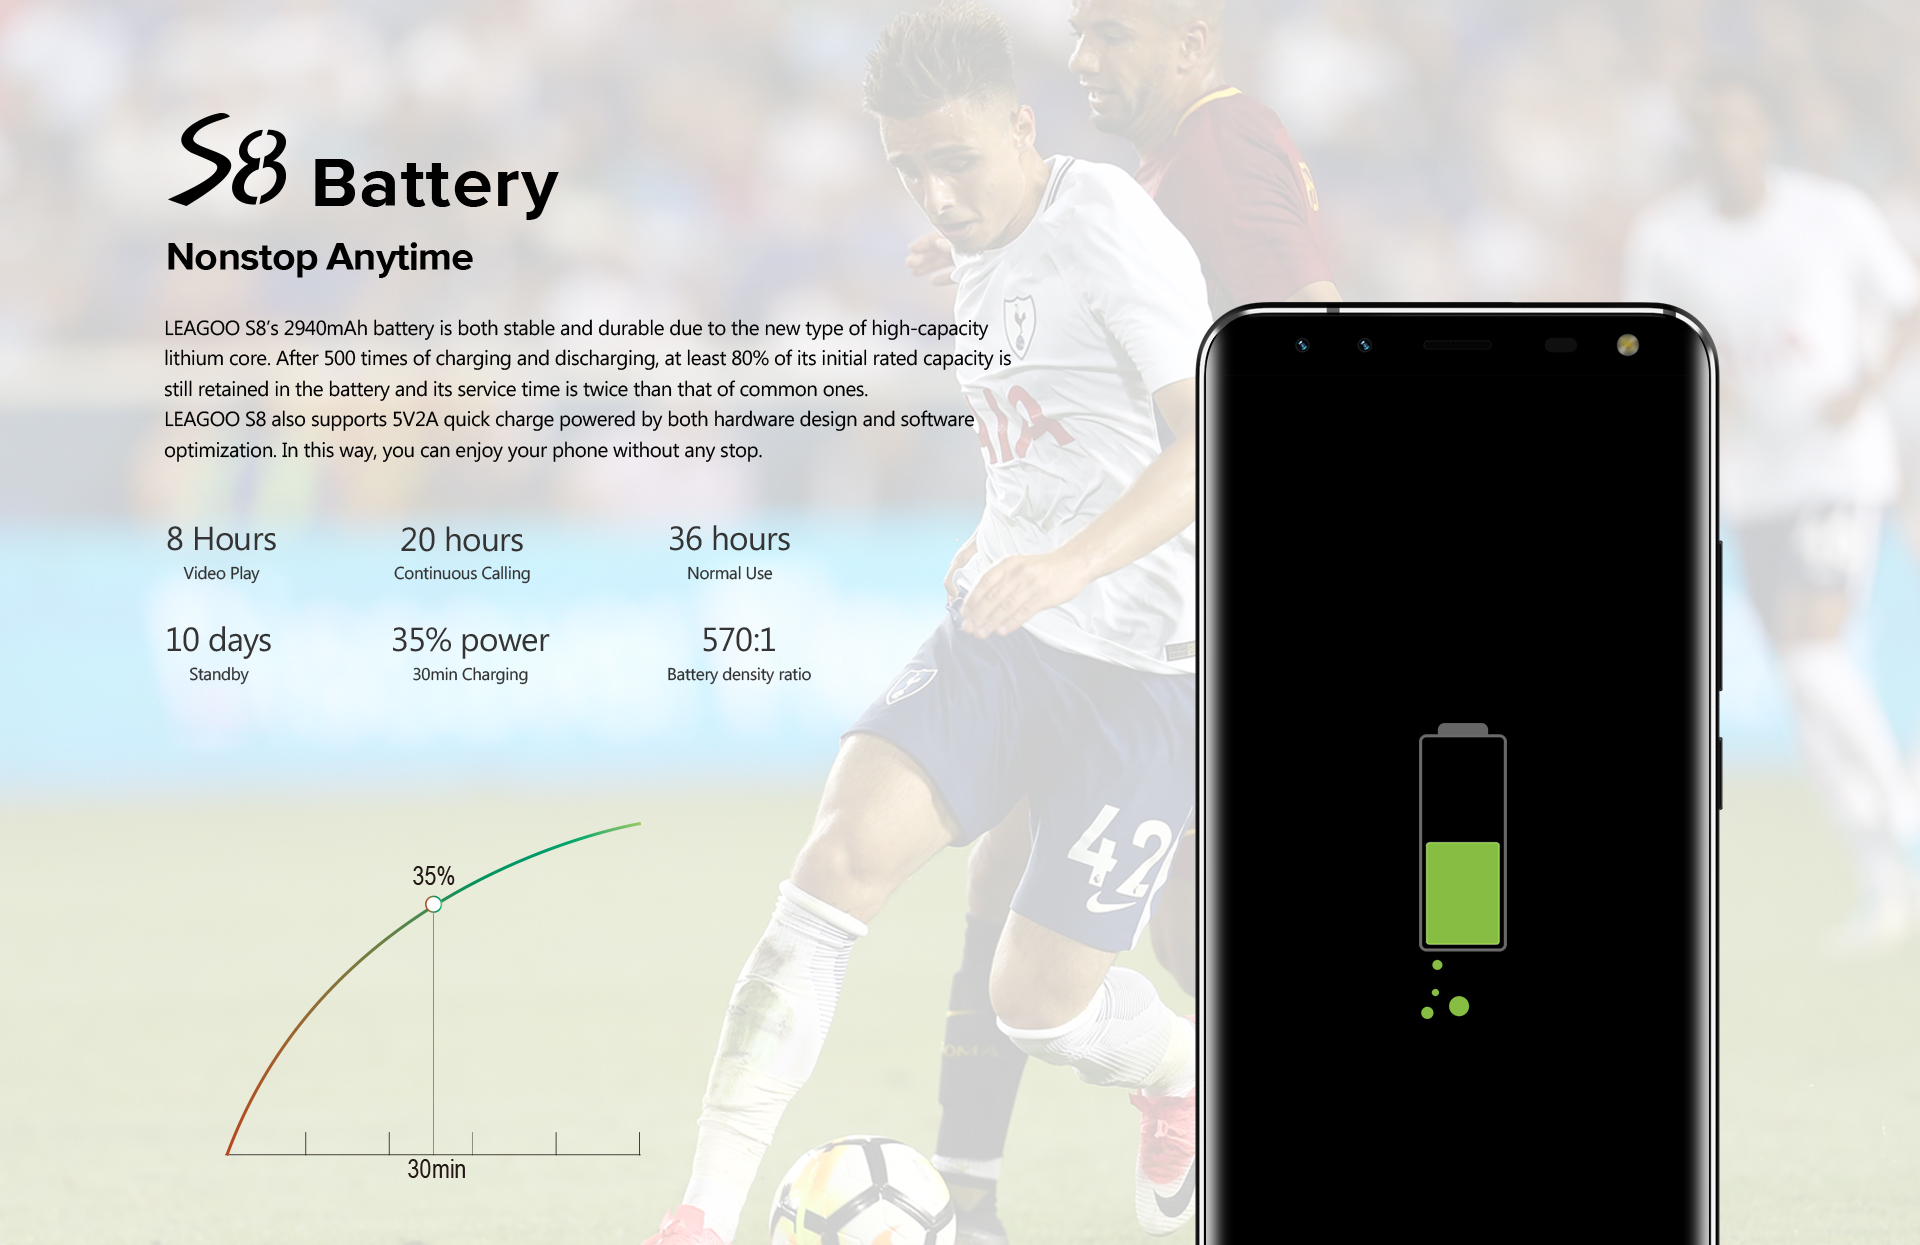 S8 Battery
Nonstop Anytime
LEAGOO S8's 2940mAh battery is both stable and durable due to the new type of high-capacity
lithium core. After 500 times of charging and discharging, at least 80% of its initial rated capacity is
still retained in the battery and its service time is twice than that of common ones.
LEAGOO S8 also supports 5V2A quick charge powered by both hardware design and software
optimization. In this way, you can enjoy your phone without any stop.
8 Hours
Video Play
20 hours
Continuous Calling
36 hours
Normal Use
10 days
Standby
35% power
30min Charging
570:1
Battery density ratio
35%
30min
AIA
42